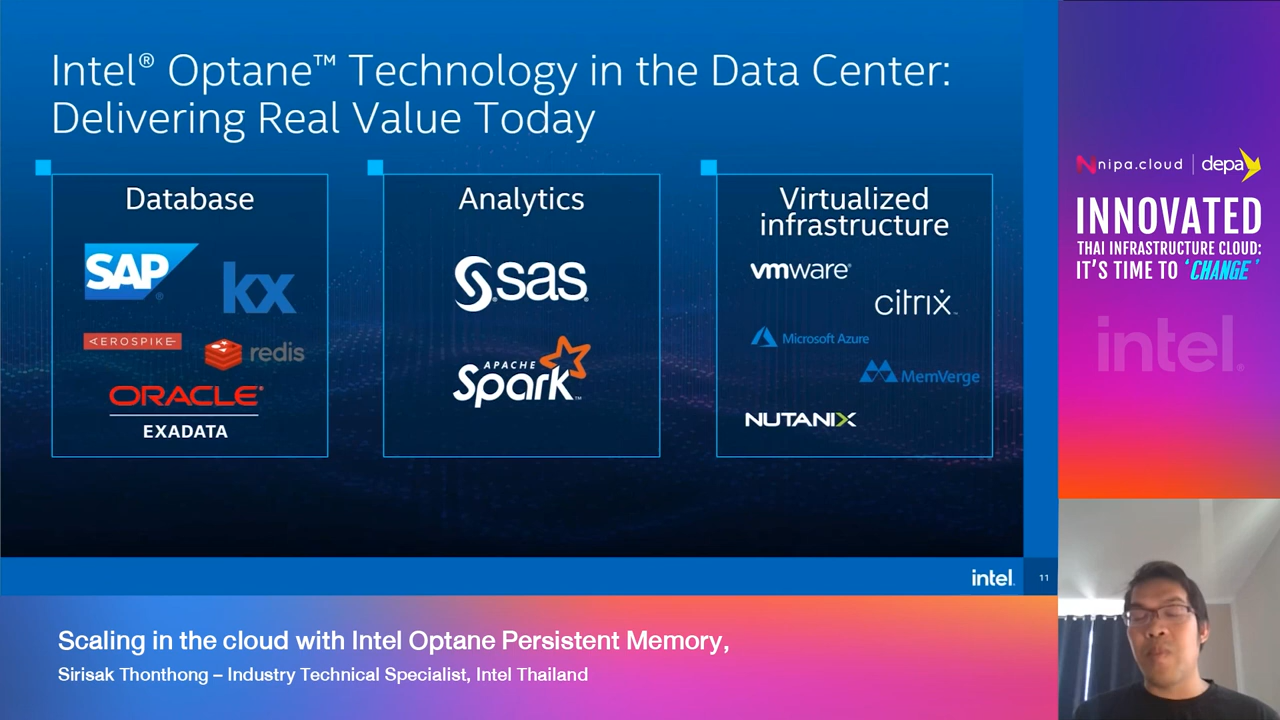 Intel® Optane™ Technology in the Data Center:
Delivering Real Value Today
Database
SAP®
kx
AEROSPIKE
redis
ORACLE®
EXADATA
Analytics
sas®
APACHE
Spark™
Virtualized
infrastructure
vmware®
citrix™
Microsoft Azure
MemVerge
NUTANIX
intel.
11
Scaling in the cloud with Intel Optane Persistent Memory,
Sirisak Thonthong – Industry Technical Specialist, Intel Thailand
nipa.cloud | depa
INNOVATED
THAI INFRASTRUCTURE CLOUD:
IT'S TIME TO 'CHANGE'
intel.